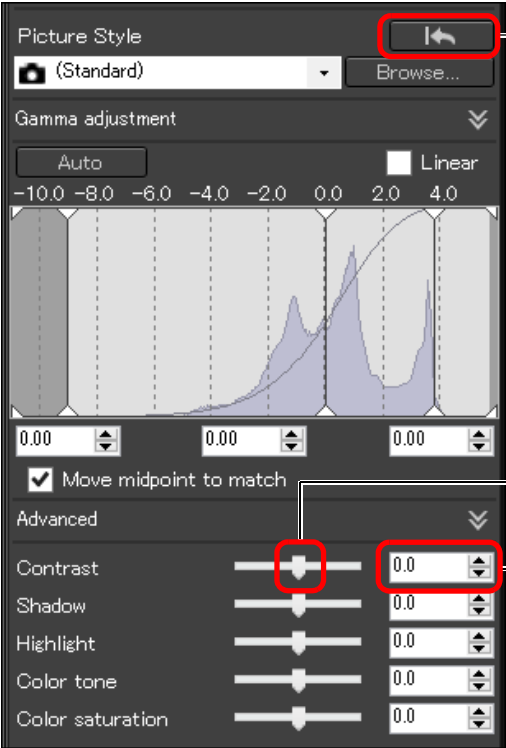 Picture Style
(Standard) Browse...
Gamma adjustment
Auto Linear
-10.0 -8.0 -6.0 -4.0 -2.0 0.0 2.0 4.0
0.00 0.00 0.00
Move midpoint to match
Advanced
Contrast 0.0
Shadow 0.0
Highlight 0.0
Color tone 0.0
Color saturation 0.0